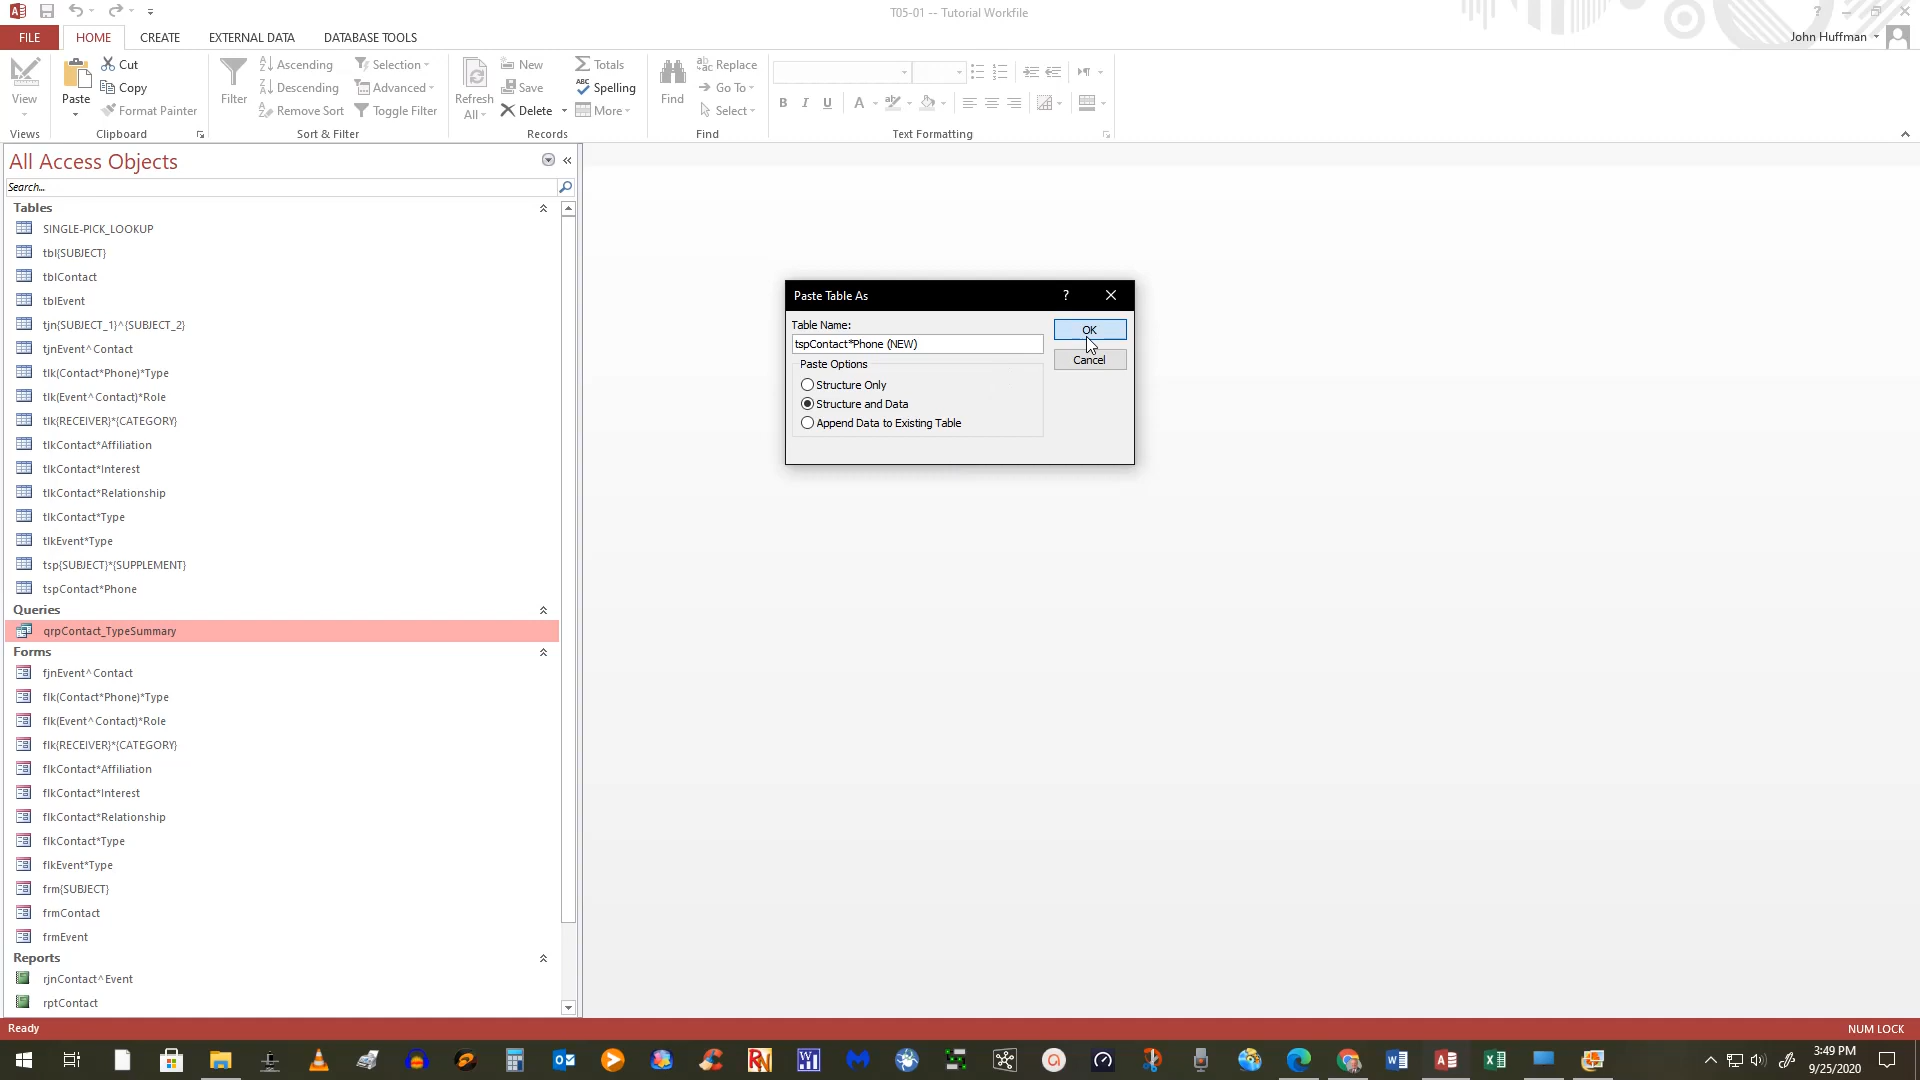 T05-01 -- Tutorial Workfile
FILE
HOME
CREATE
EXTERNAL DATA
DATABASE TOOLS
John Huffman
View
Views
Paste
Cut
Copy
Format Painter
Clipboard
Filter
Ascending
Descending
Remove Sort
Selection
Advanced
Toggle Filter
Sort & Filter
Refresh
All
New
Save
Delete
Totals
Spelling
More
Records
Find
Replace
Go To
Select
Find
B I U A
Text Formatting
All Access Objects
Search...
Tables
SINGLE-PICK_LOOKUP
tbl{SUBJECT}
tblContact
tblEvent
tjn{SUBJECT_1}^{SUBJECT_2}
tjnEvent^Contact
tlk(Contact*Phone)*Type
tlk(Event^Contact)*Role
tlk{RECEIVER}*{CATEGORY}
tlkContact*Affiliation
tlkContact*Interest
tlkContact*Relationship
tlkContact*Type
tlkEvent*Type
tsp{SUBJECT}*{SUPPLEMENT}
tspContact*Phone
Queries
qrpContact_TypeSummary
Forms
fjnEvent^Contact
flk(Contact*Phone)*Type
flk(Event^Contact)*Role
flk{RECEIVER}*{CATEGORY}
flkContact*Affiliation
flkContact*Interest
flkContact*Relationship
flkContact*Type
flkEvent*Type
frm{SUBJECT}
frmContact
frmEvent
Reports
rjnContact^Event
rptContact
Paste Table As
Table Name:
tspContact*Phone (NEW)
Paste Options
Structure Only
Structure and Data
Append Data to Existing Table
OK
Cancel
Ready
NUM LOCK
3:49 PM
9/25/2020